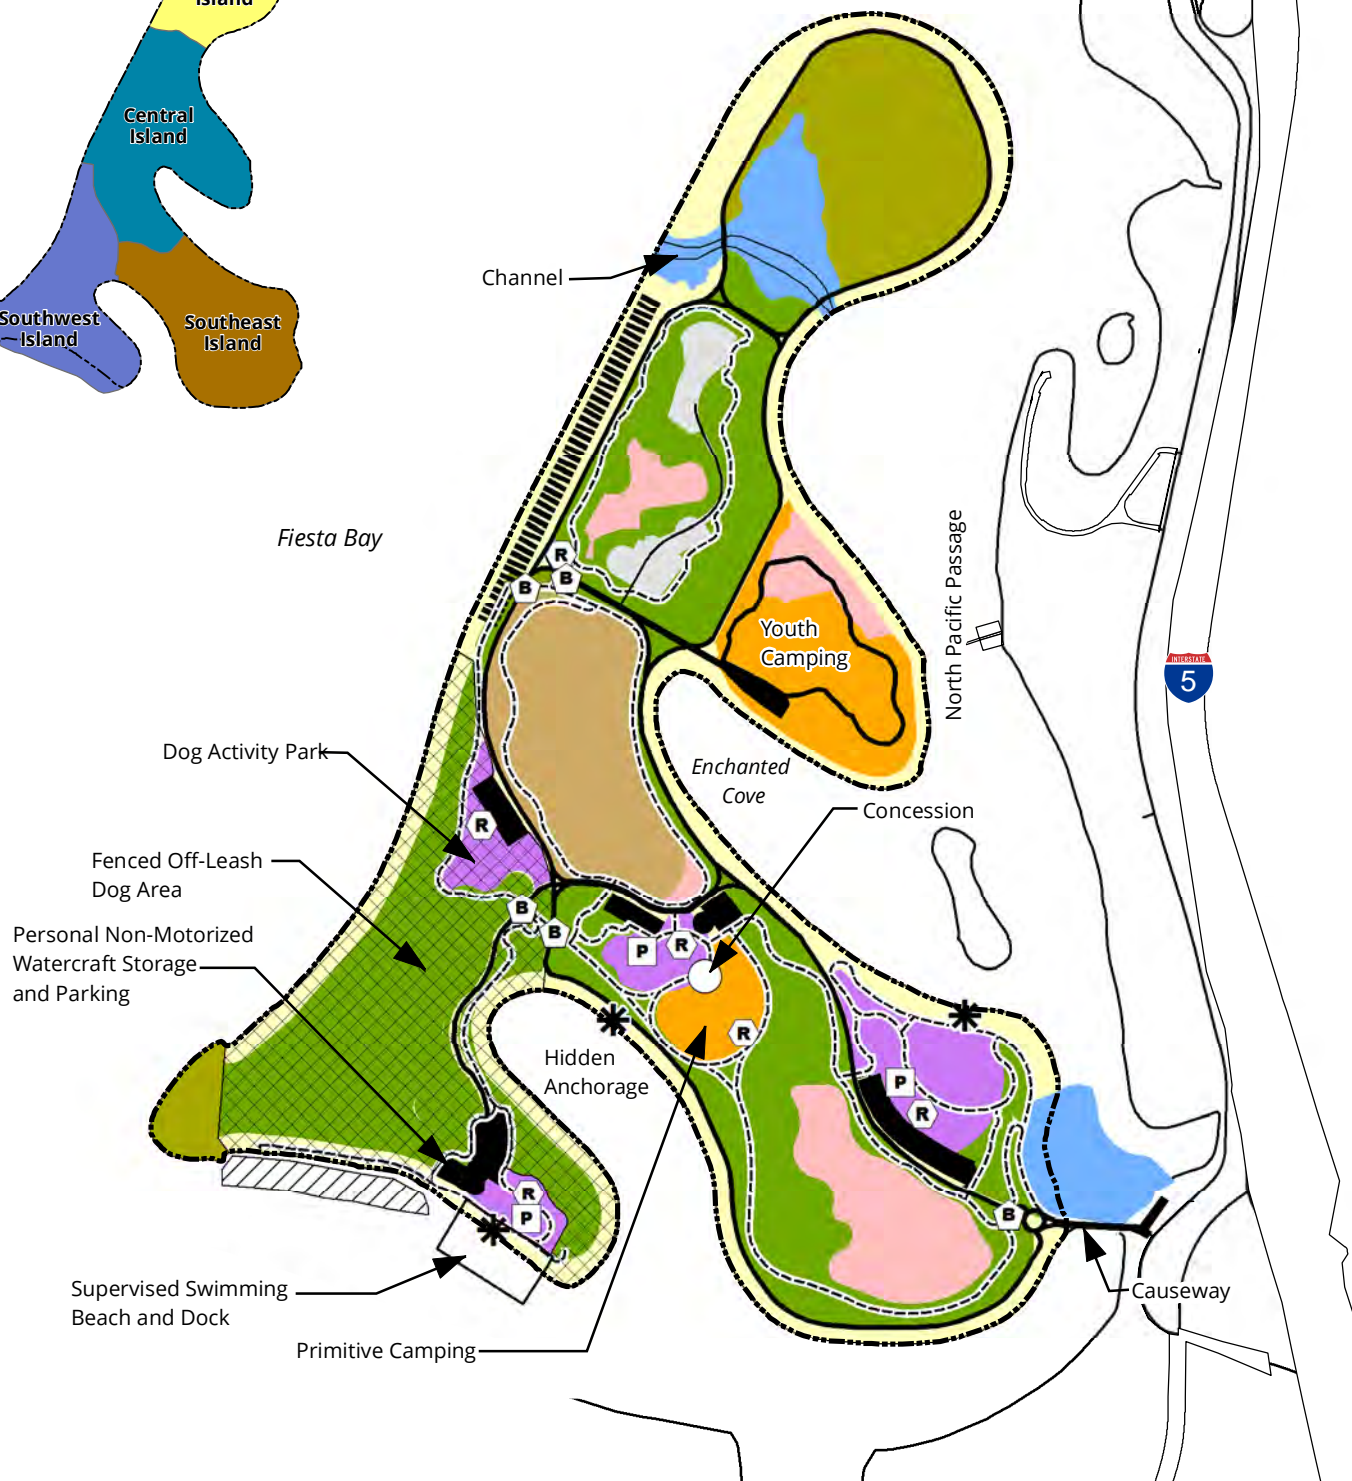 Island
Central
Island
Southwest
Island
Southeast
Island
Channel
Fiesta Bay
R
B
B
Youth
Camping
North Pacific Passage
INTERSTATE
5
Dog Activity Park
Enchanted
Cove
Concession
R
Fenced Off-Leash
Dog Area
B
B
P
R
Personal Non-Motorized
Watercraft Storage
and Parking
R
Hidden
Anchorage
P
R
R
P
B
Supervised Swimming
Beach and Dock
Causeway
Primitive Camping